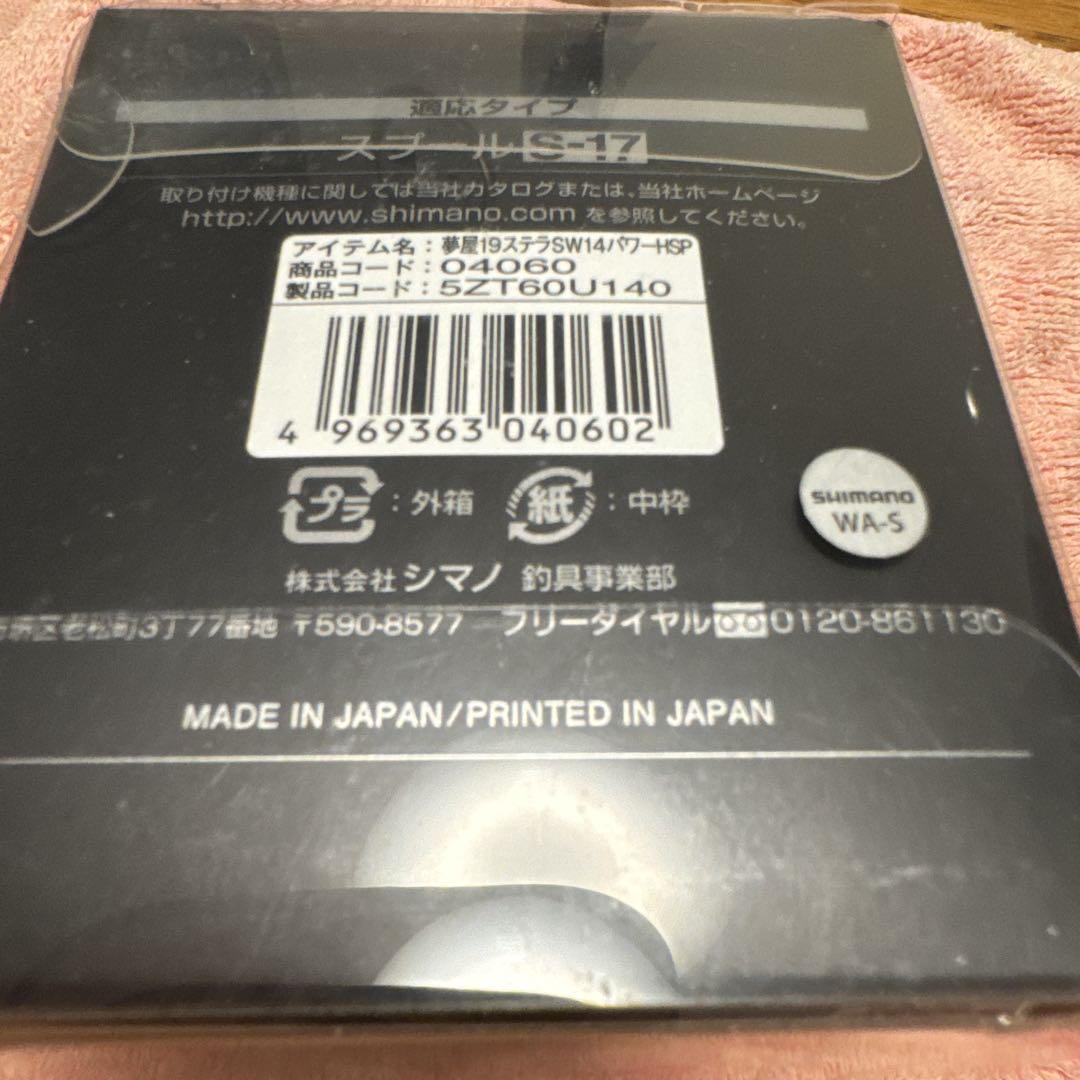 適応タイプ
スプール S-17
取り付け機種に関しては当社カタログまたは、当社ホームページ
http://www.shimano.com を参照してください。
アイテム名：夢屋19ステラSW14パワーHSP
商品コード：04060
製品コード：5ZT60U140
4 969363 040602
プラ：外箱 紙：中枠
SHIMANO
WA-S
株式会社 シマノ 釣具事業部
堺区老松町3丁77番地 〒590-8577 フリーダイヤル 0120-861130
MADE IN JAPAN/PRINTED IN JAPAN